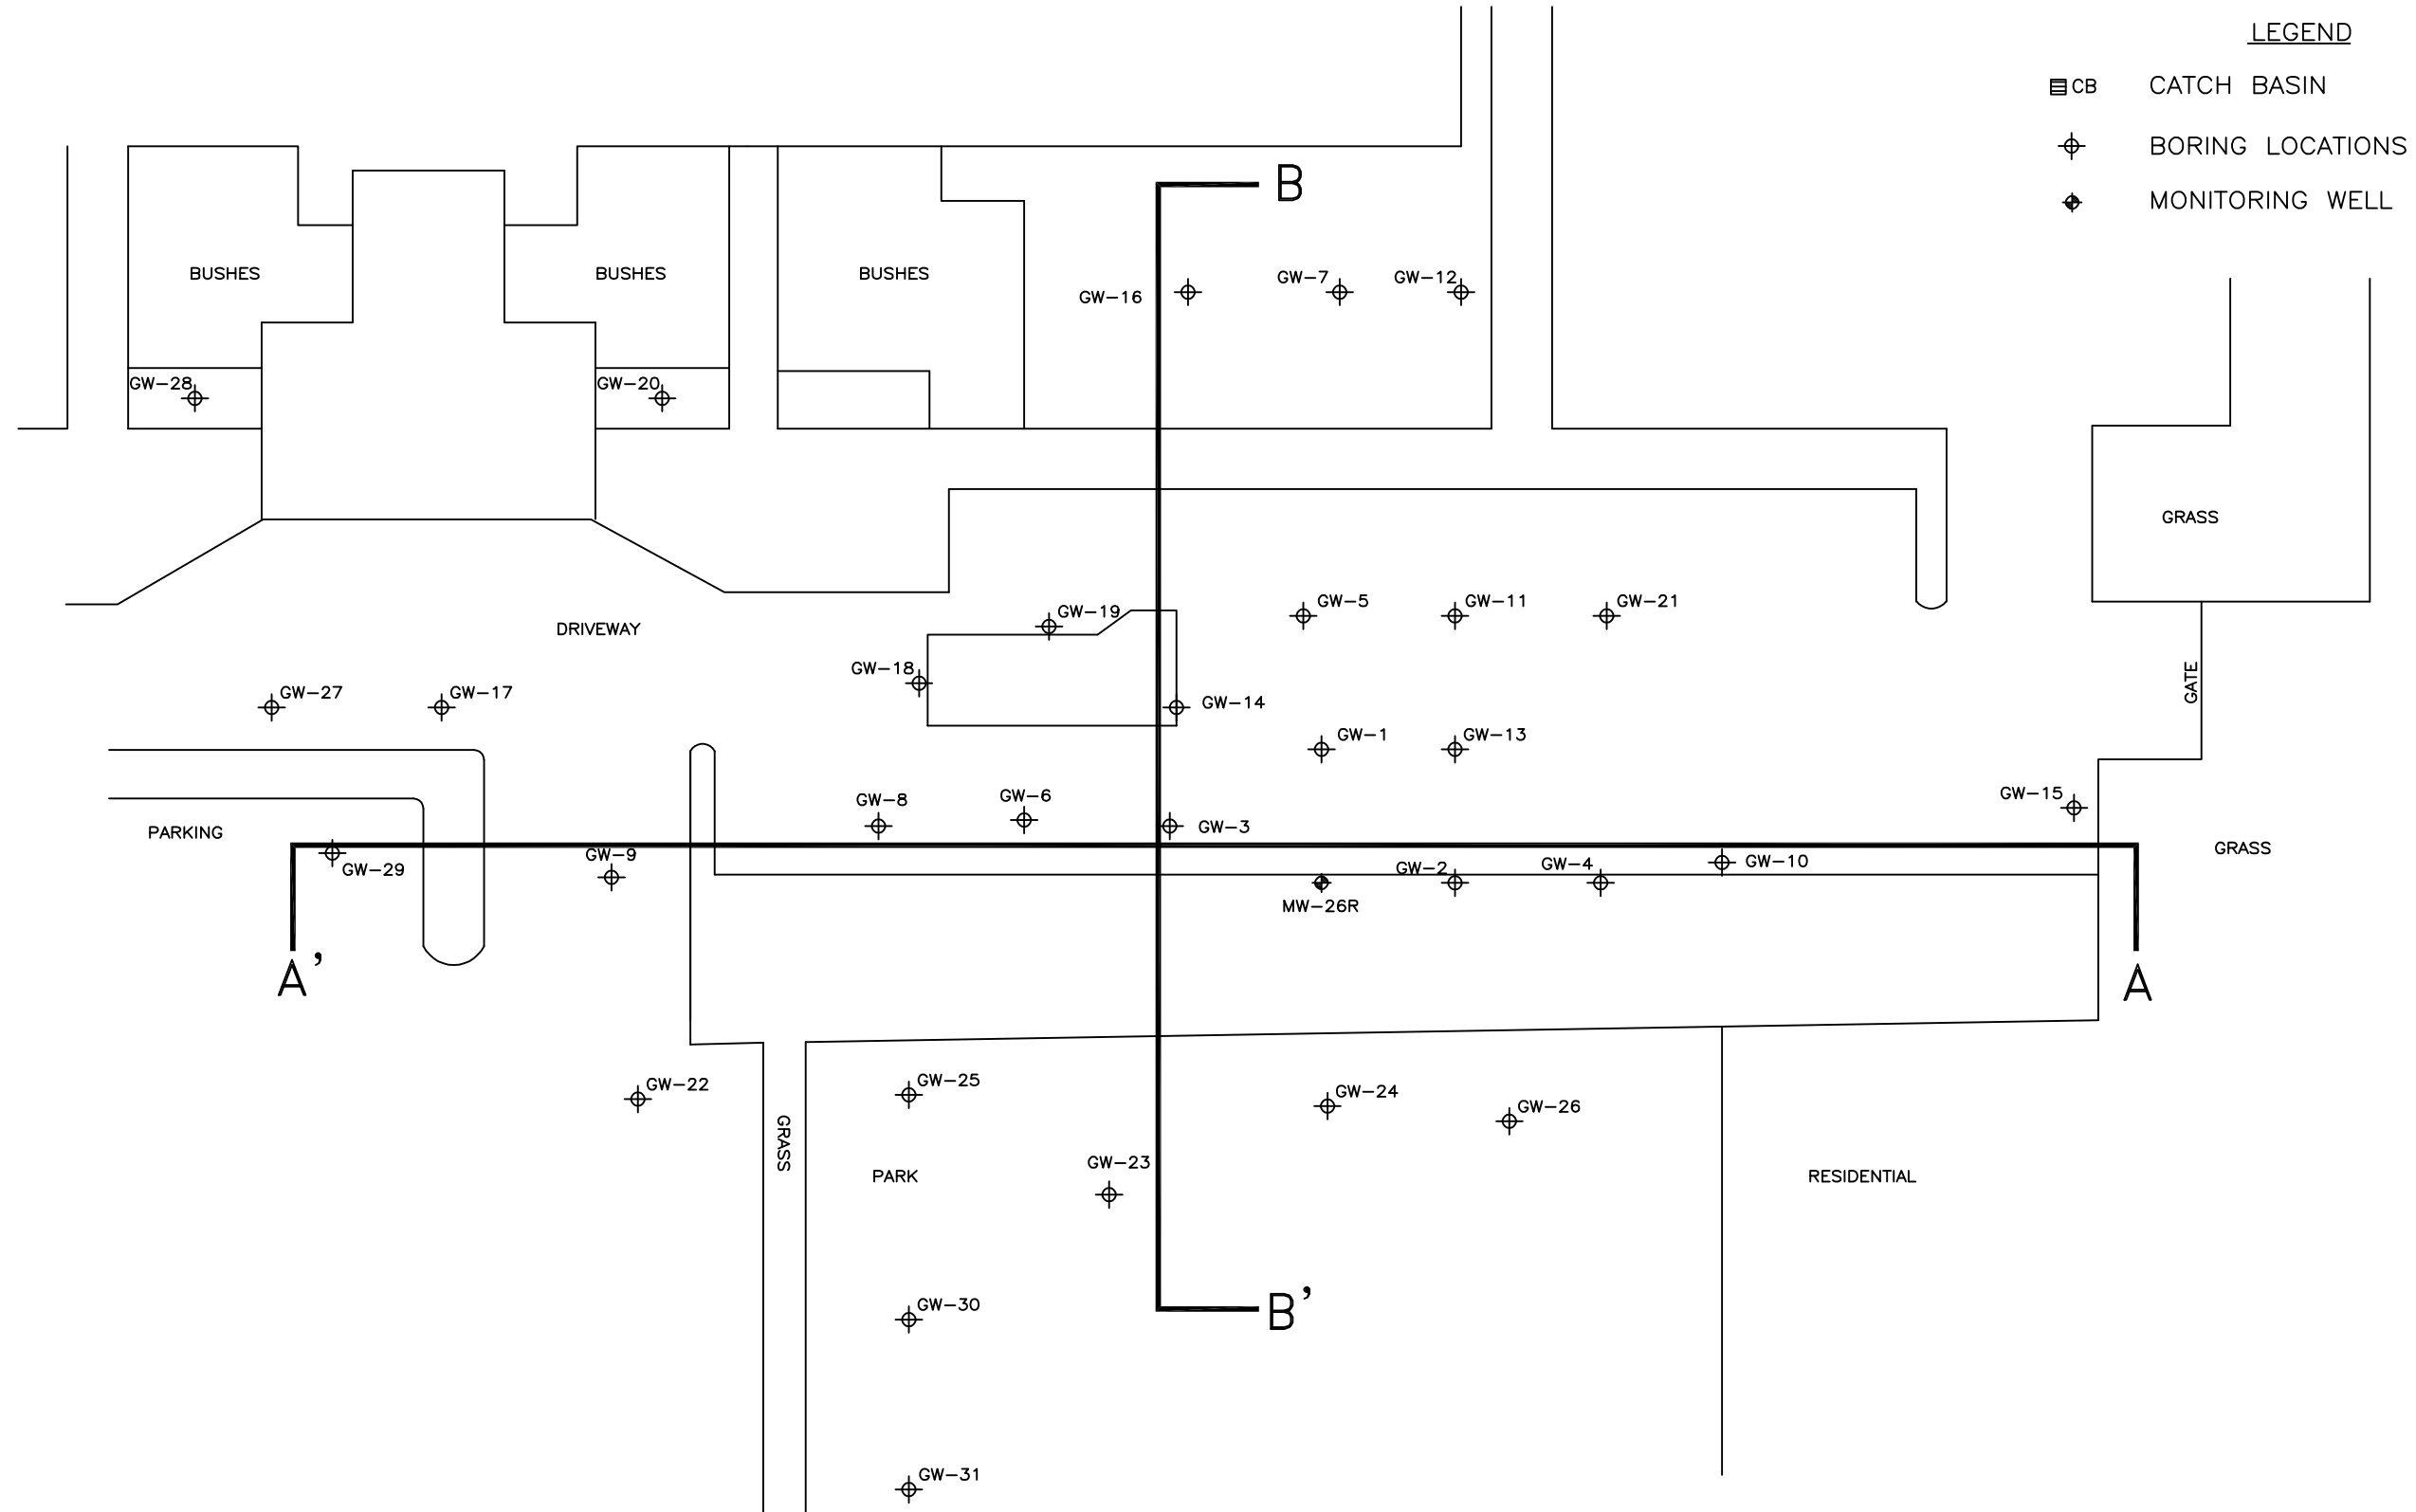 LEGEND
CB CATCH BASIN
BORING LOCATIONS
MONITORING WELL
B
BUSHES BUSHES BUSHES
GW-16 GW-7 GW-12
GW-28 GW-20
GRASS
GW-19 GW-5 GW-11 GW-21
DRIVEWAY
GW-18
GATE
GW-27 GW-17 GW-14
GW-1 GW-13
GW-8 GW-6 GW-3 GW-15
PARKING
GRASS
GW-29 GW-9 GW-2 GW-4 GW-10
MW-26R
A' A
GW-22 GW-25 GW-24 GW-26
GRASS
GW-23
PARK RESIDENTIAL
GW-30 B'
GW-31